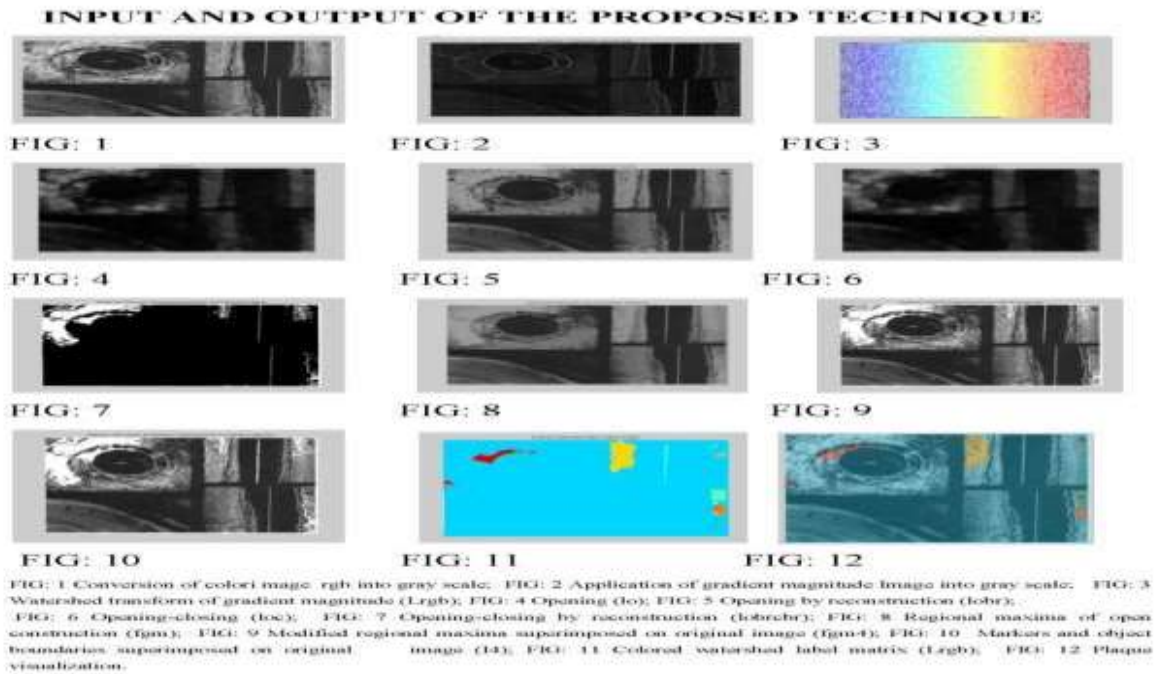 INPUT AND OUTPUT OF THE PROPOSED TECHNIQUE
FIG: 1 FIG: 2 FIG: 3
FIG: 4 FIG: 5 FIG: 6
FIG: 7 FIG: 8 FIG: 9
FIG: 10 FIG: 11 FIG: 12
FIG: 1 Conversion of colori mage rgb into gray scale; FIG: 2 Application of gradient magnitude Image into gray scale; FIG: 3
Watershed transform of gradient magnitude (Lrgb); FIG: 4 Opening (Io); FIG: 5 Opening by reconstruction (Iobr);
FIG: 6 Opening-closing (Ioc); FIG: 7 Opening-closing by reconstruction (Iobrcbr); FIG: 8 Regional maxima of open
construction (fgm); FIG: 9 Modified regional maxima superimposed on original image (fgm4); FIG: 10 Markers and object
boundaries superimposed on original image (I4); FIG: 11 Colored watershed label matrix (Lrgb); FIG: 12 Plaque
visualization.